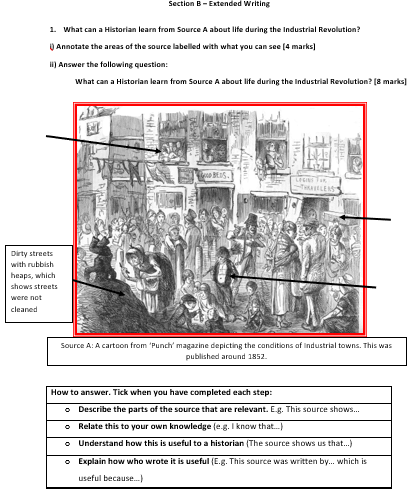 Section B – Extended Writing
1. What can a Historian learn from Source A about life during the Industrial Revolution?
i) Annotate the areas of the source labelled with what you can see [4 marks]
ii) Answer the following question:
What can a Historian learn from Source A about life during the Industrial Revolution? [8 marks]
GOOD BEDS.
LODGINS FOR
TRAVELLERS
Dirty streets
with rubbish
heaps, which
shows streets
were not
cleaned
Source A: A cartoon from ‘Punch’ magazine depicting the conditions of Industrial towns. This was
published around 1852.
How to answer. Tick when you have completed each step:
o Describe the parts of the source that are relevant. E.g. This source shows…
o Relate this to your own knowledge (e.g. I know that…)
o Understand how this is useful to a historian (The source shows us that…)
o Explain how who wrote it is useful (E.g. This source was written by… which is
useful because…)